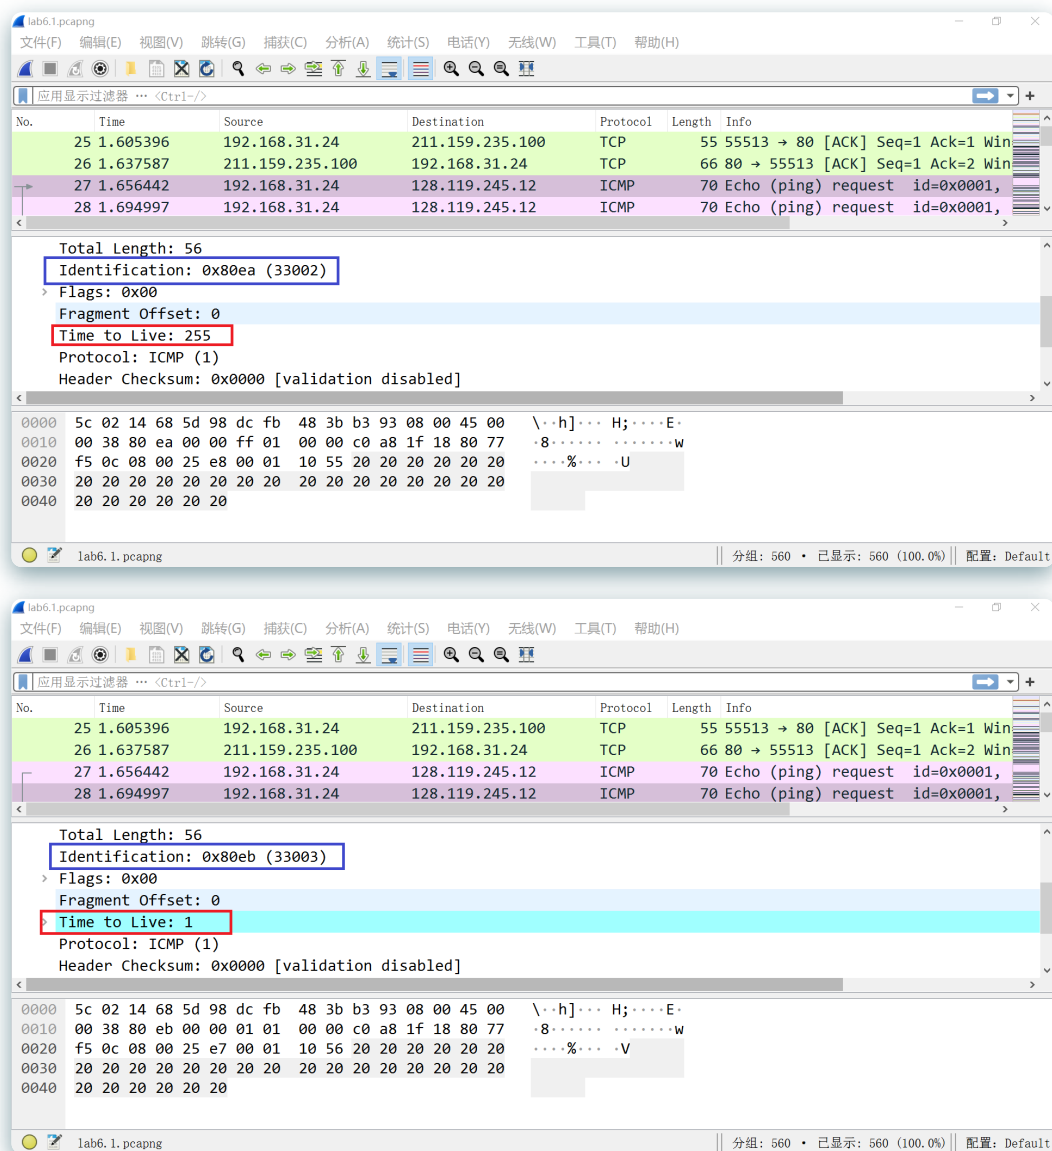 lab6.1.pcapng
文件(F) 编辑(E) 视图(V) 跳转(G) 捕获(C) 分析(A) 统计(S) 电话(Y) 无线(W) 工具(T) 帮助(H)
应用显示过滤器 … <Ctrl-/>
No. Time Source Destination Protocol Length Info
25 1.605396 192.168.31.24 211.159.235.100 TCP 55 55513 → 80 [ACK] Seq=1 Ack=1 Win
26 1.637587 211.159.235.100 192.168.31.24 TCP 66 80 → 55513 [ACK] Seq=1 Ack=2 Win
27 1.656442 192.168.31.24 128.119.245.12 ICMP 70 Echo (ping) request id=0x0001,
28 1.694997 192.168.31.24 128.119.245.12 ICMP 70 Echo (ping) request id=0x0001,
Total Length: 56
Identification: 0x80ea (33002)
Flags: 0x00
Fragment Offset: 0
Time to Live: 255
Protocol: ICMP (1)
Header Checksum: 0x0000 [validation disabled]
0000 5c 02 14 68 5d 98 dc fb 48 3b b3 93 08 00 45 00 \··h]··· H;····E·
0010 00 38 80 ea 00 00 ff 01 00 00 c0 a8 1f 18 80 77 ·8······ ·······w
0020 f5 0c 08 00 25 e8 00 01 10 55 20 20 20 20 20 20 ····%··· ·U
0030 20 20 20 20 20 20 20 20 20 20 20 20 20 20 20 20
0040 20 20 20 20 20 20
lab6.1.pcapng 分组: 560 · 已显示: 560 (100.0%) 配置: Default
lab6.1.pcapng
文件(F) 编辑(E) 视图(V) 跳转(G) 捕获(C) 分析(A) 统计(S) 电话(Y) 无线(W) 工具(T) 帮助(H)
应用显示过滤器 … <Ctrl-/>
No. Time Source Destination Protocol Length Info
25 1.605396 192.168.31.24 211.159.235.100 TCP 55 55513 → 80 [ACK] Seq=1 Ack=1 Win
26 1.637587 211.159.235.100 192.168.31.24 TCP 66 80 → 55513 [ACK] Seq=1 Ack=2 Win
27 1.656442 192.168.31.24 128.119.245.12 ICMP 70 Echo (ping) request id=0x0001,
28 1.694997 192.168.31.24 128.119.245.12 ICMP 70 Echo (ping) request id=0x0001,
Total Length: 56
Identification: 0x80eb (33003)
Flags: 0x00
Fragment Offset: 0
Time to Live: 1
Protocol: ICMP (1)
Header Checksum: 0x0000 [validation disabled]
0000 5c 02 14 68 5d 98 dc fb 48 3b b3 93 08 00 45 00 \··h]··· H;····E·
0010 00 38 80 eb 00 00 01 01 00 00 c0 a8 1f 18 80 77 ·8······ ·······w
0020 f5 0c 08 00 25 e7 00 01 10 56 20 20 20 20 20 20 ····%··· ·V
0030 20 20 20 20 20 20 20 20 20 20 20 20 20 20 20 20
0040 20 20 20 20 20 20
lab6.1.pcapng 分组: 560 · 已显示: 560 (100.0%) 配置: Default